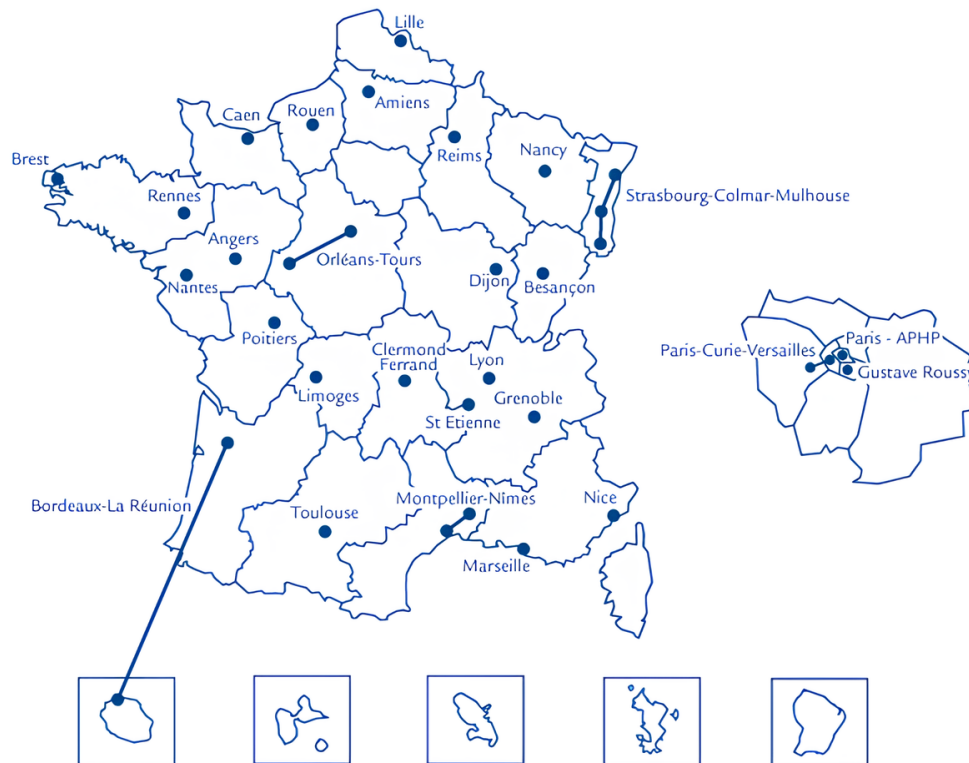 Lille
Amiens
Caen
Rouen
Reims
Nancy
Brest
Rennes
Strasbourg-Colmar-Mulhouse
Angers
Orléans-Tours
Nantes
Dijon
Besançon
Poitiers
Paris - APHP
Paris-Curie-Versailles
Gustave Roussy
Clermond
Ferrand
Lyon
Limoges
Grenoble
St Etienne
Bordeaux-La Réunion
Montpellier-Nîmes
Nice
Toulouse
Marseille